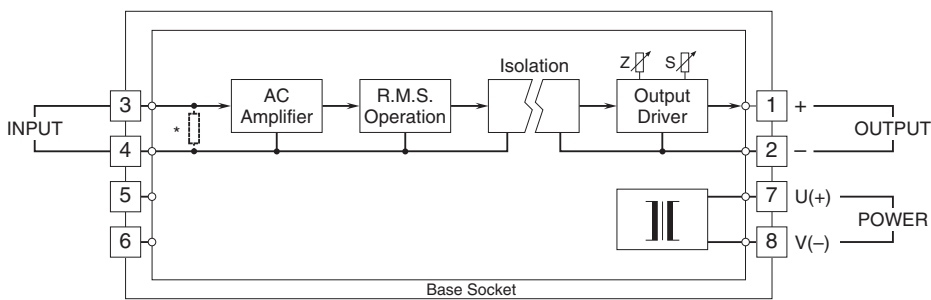 Isolation
Z S
3
AC
Amplifier
R.M.S.
Operation
Output
Driver
1 +
INPUT
*
OUTPUT
4
2 –
5
7 U(+)
POWER
6
8 V(–)
Base Socket